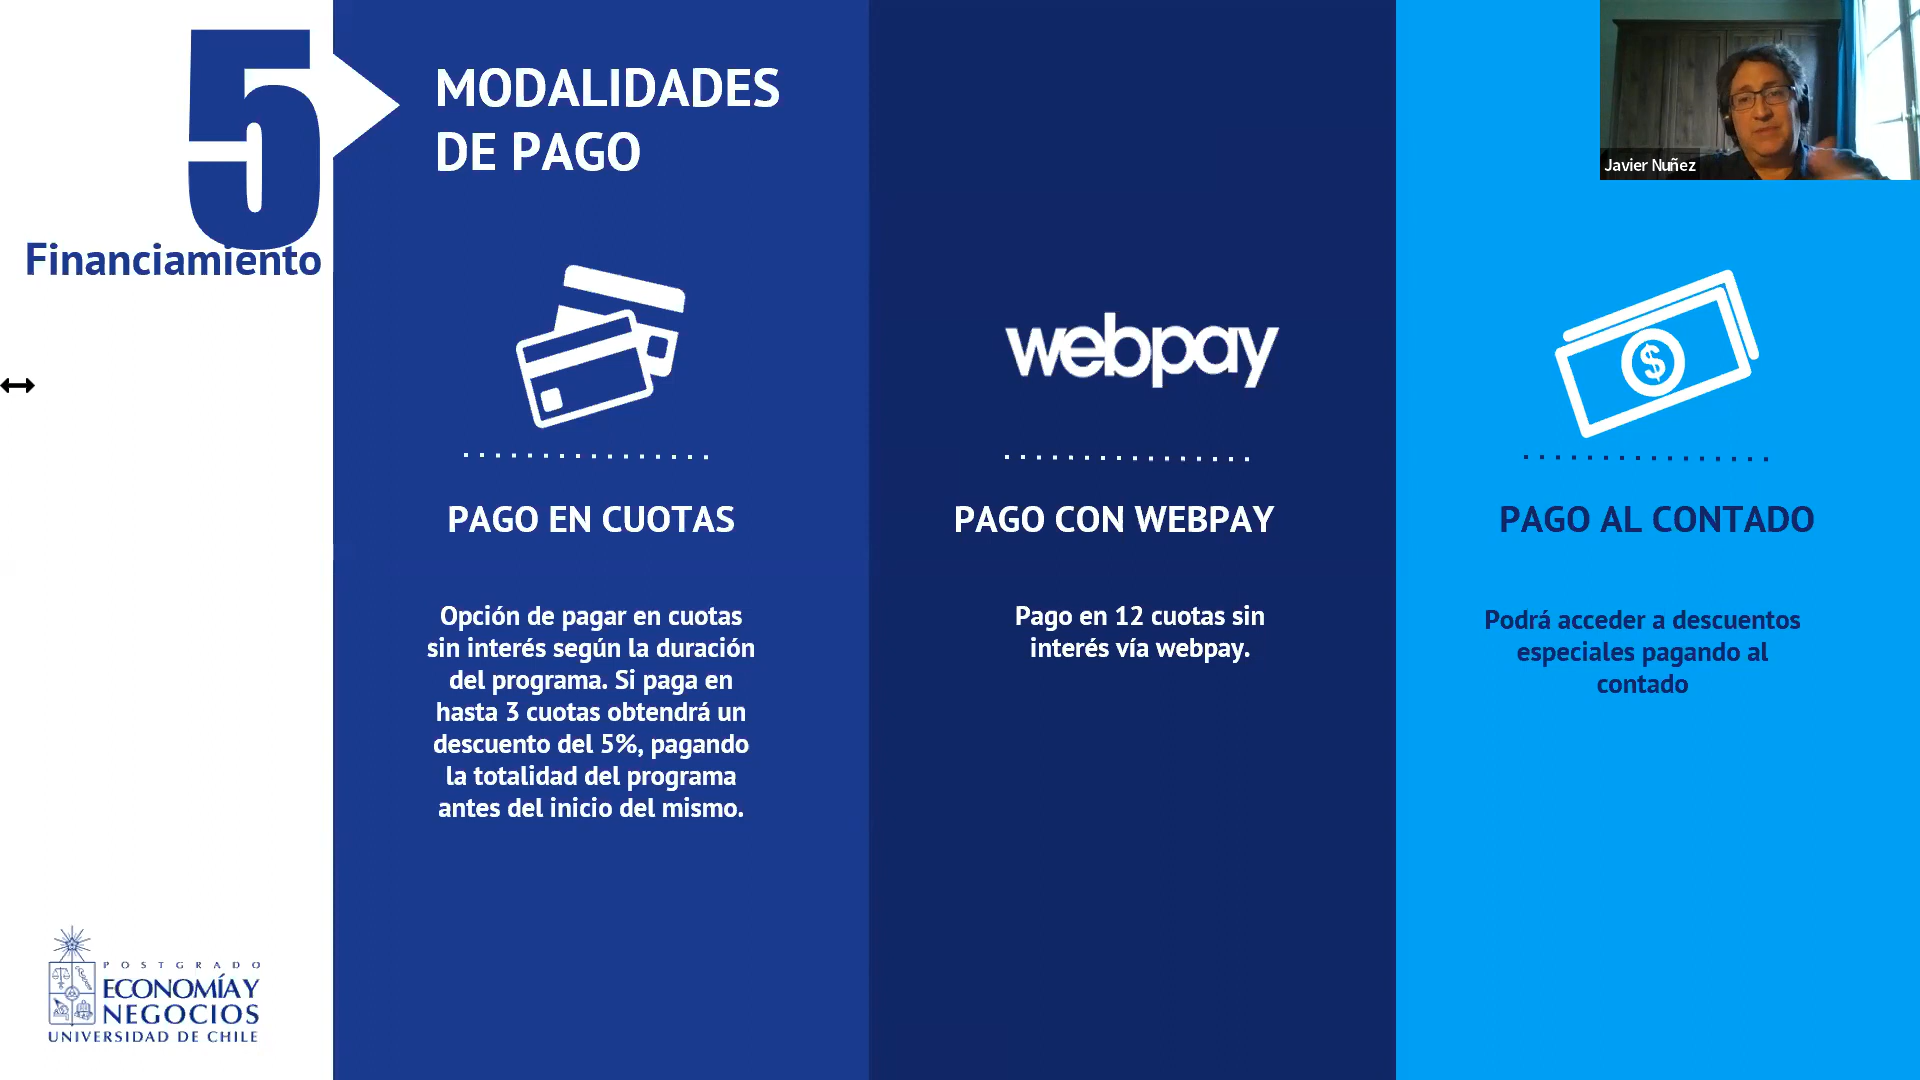 5
Financiamiento
MODALIDADES
DE PAGO
PAGO EN CUOTAS
Opción de pagar en cuotas
sin interés según la duración
del programa. Si paga en
hasta 3 cuotas obtendrá un
descuento del 5%, pagando
la totalidad del programa
antes del inicio del mismo.
webpay
PAGO CON WEBPAY
Pago en 12 cuotas sin
interés vía webpay.
$
PAGO AL CONTADO
Podrá acceder a descuentos
especiales pagando al
contado
Javier Nuñez
POSTGRADO
ECONOMÍA Y
NEGOCIOS
UNIVERSIDAD DE CHILE